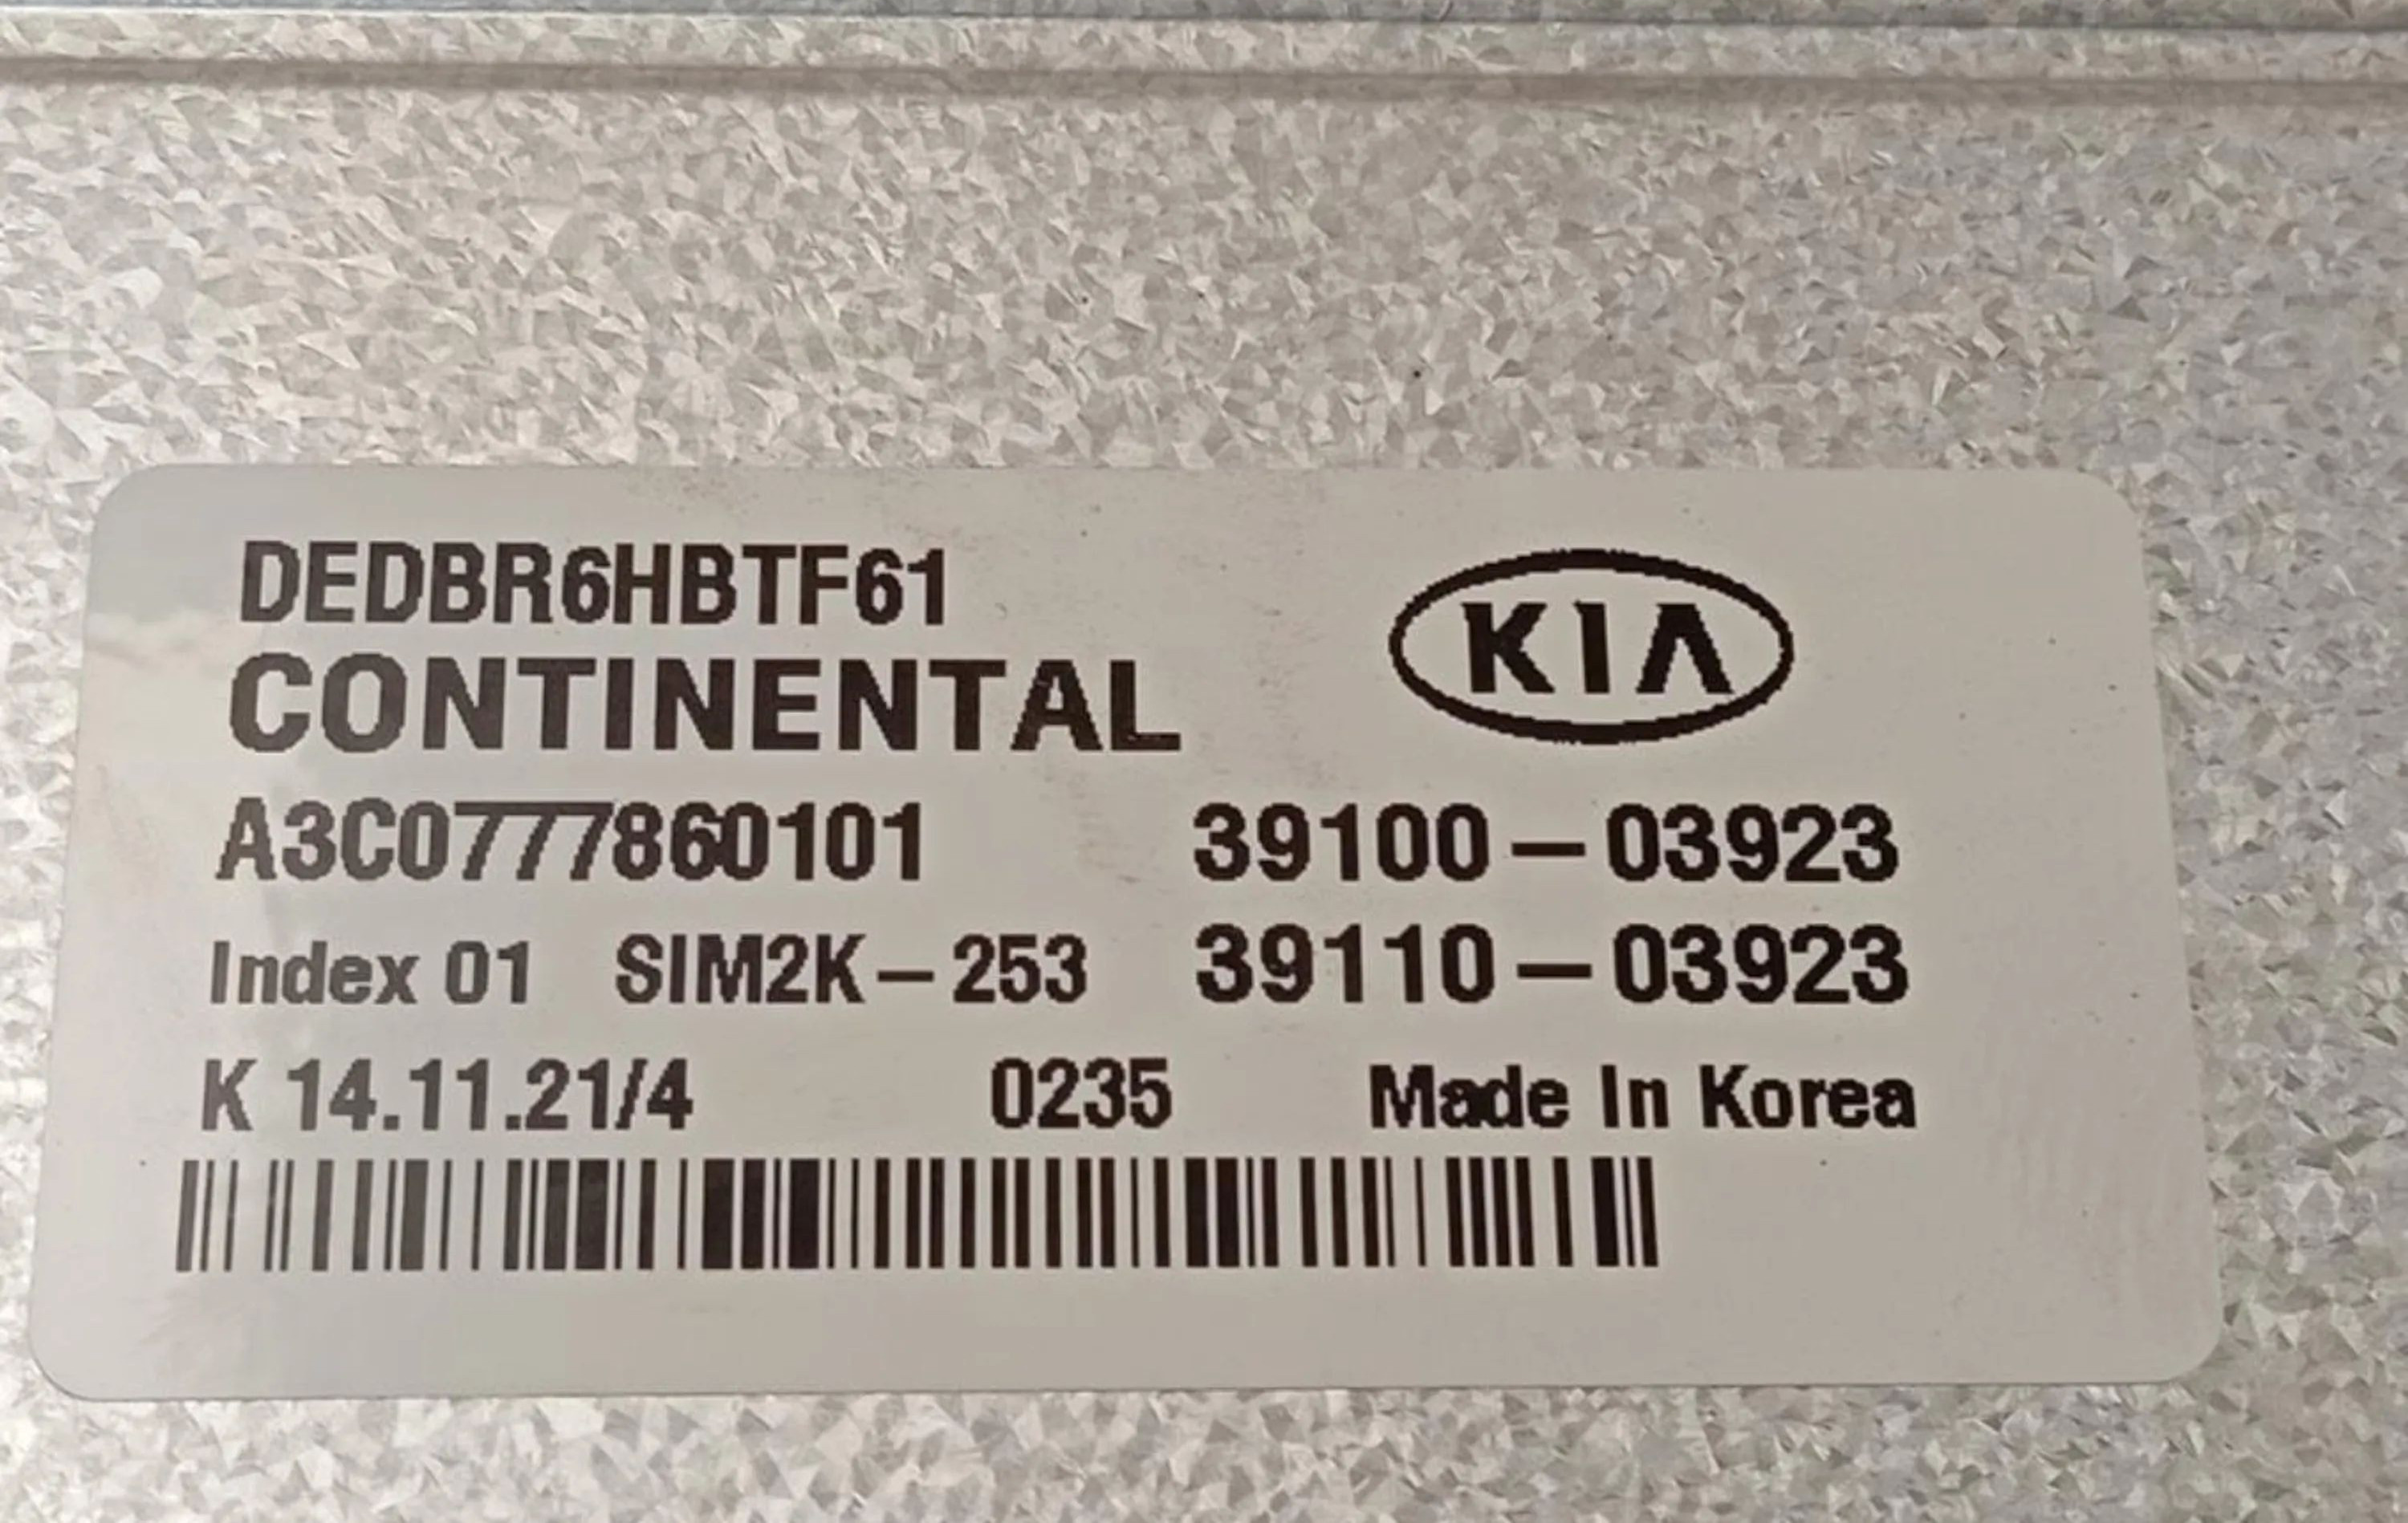 DEDBR6HBTF61
CONTINENTAL
KIA
A3C0777860101 39100-03923
Index 01 SIM2K-253 39110-03923
K 14.11.21/4 0235 Made In Korea